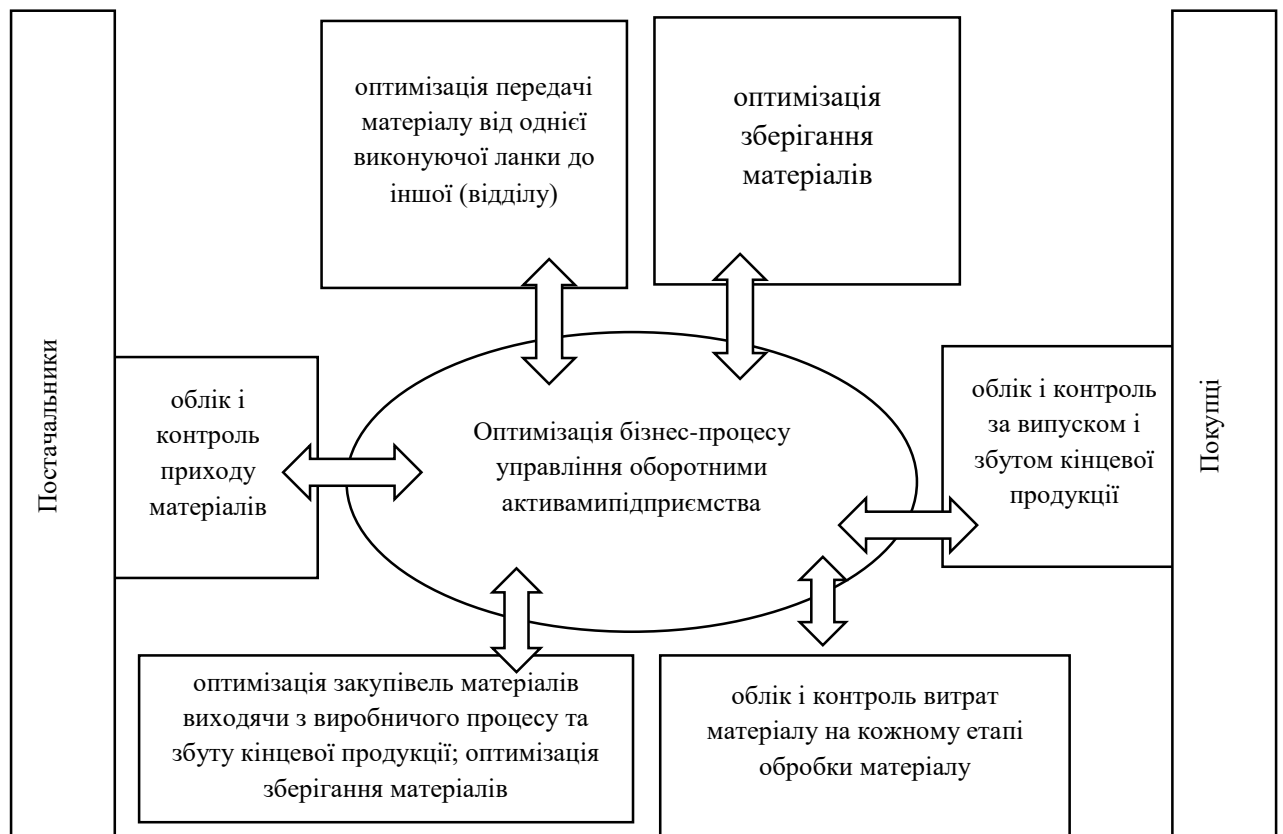 Постачальники
оптимізація передачі
матеріалу від однієї
виконуючої ланки до
іншої (відділу)
оптимізація
зберігання
матеріалів
облік і
контроль
приходу
матеріалів
Оптимізація бізнес-процесу
управління оборотними
активамипідприємства
облік і контроль
за випуском і
збутом кінцевої
продукції
Покупці
оптимізація закупівель матеріалів
виходячи з виробничого процесу та
збуту кінцевої продукції; оптимізація
зберігання матеріалів
облік і контроль витрат
матеріалу на кожному етапі
обробки матеріалу